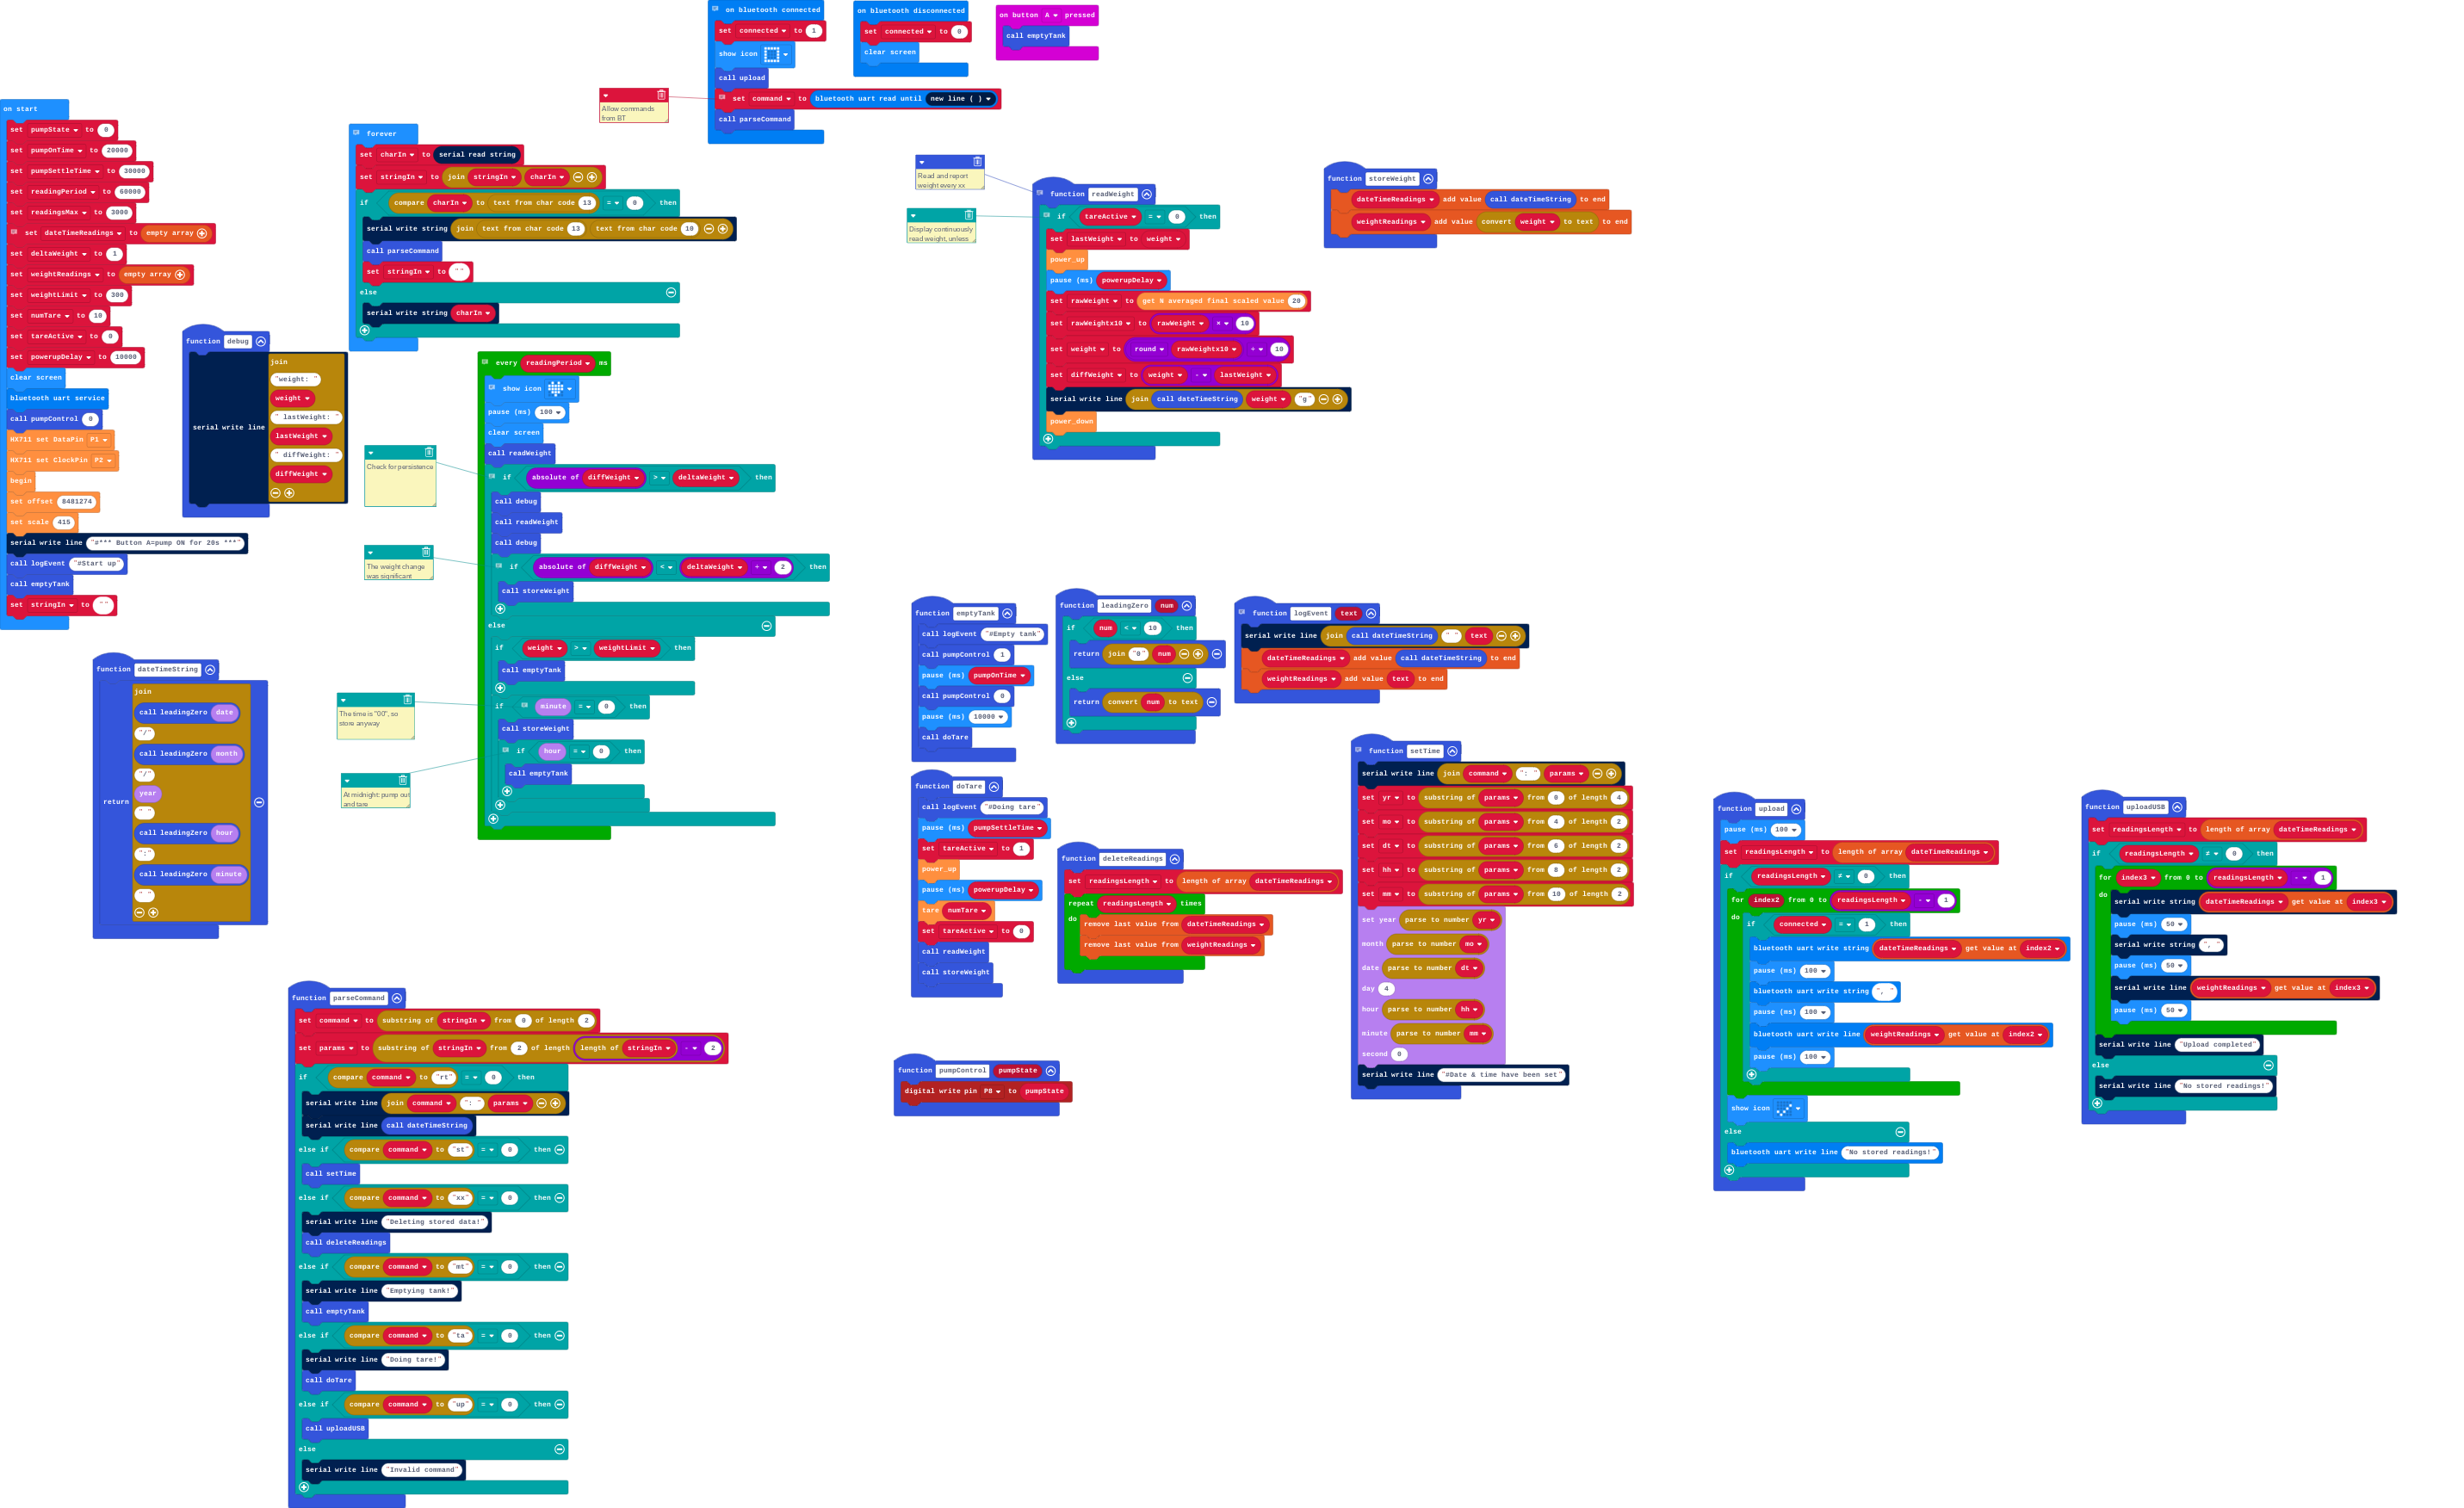 on bluetooth connected
set connected to 1
show icon
call upload
set command to bluetooth uart read until new line ( )
call parseCommand
on bluetooth disconnected
set connected to 0
clear screen
on button A pressed
call emptyTank
Allow commands
from BT
on start
set pumpState to 0
set pumpOnTime to 20000
set pumpSettleTime to 30000
set readingPeriod to 60000
set readingsMax to 3000
set dateTimeReadings to empty array
set deltaWeight to 1
set weightReadings to empty array
set weightLimit to 300
set numTare to 10
set tareActive to 0
set powerupDelay to 10000
clear screen
bluetooth uart service
call pumpControl 0
HX711 set DataPin P1
HX711 set ClockPin P2
begin
set offset 8481274
set scale 415
serial write line "#*** Button A=pump ON for 20s ***"
call logEvent "#Start up"
call emptyTank
set stringIn to ""
function debug
serial write line
join
"weight: "
weight
" lastWeight: "
lastWeight
" diffWeight: "
diffWeight
forever
set charIn to serial read string
set stringIn to join stringIn charIn
if compare charIn to text from char code 13 = 0 then
serial write string join text from char code 13 text from char code 10
call parseCommand
set stringIn to ""
else
serial write string charIn
every readingPeriod ms
show icon
pause (ms) 100
clear screen
call readWeight
if absolute of diffWeight > deltaWeight then
call debug
call readWeight
call debug
if absolute of diffWeight < deltaWeight ÷ 2 then
call storeWeight
else
if weight > weightLimit then
call emptyTank
if minute = 0 then
call storeWeight
if hour = 0 then
call emptyTank
Check for persistence
The weight change
was significant
The time is "00", so
store anyway
At midnight: pump out
and tare
Read and report
weight every xx
Display continuously
read weight, unless
function readWeight
if tareActive = 0 then
set lastWeight to weight
power_up
pause (ms) powerupDelay
set rawWeight to get N averaged final scaled value 20
set rawWeightx10 to rawWeight × 10
set weight to round rawWeightx10 ÷ 10
set diffWeight to weight - lastWeight
serial write line join call dateTimeString weight "g"
power_down
function storeWeight
dateTimeReadings add value call dateTimeString to end
weightReadings add value convert weight to text to end
function dateTimeString
return
join
call leadingZero date
"/"
call leadingZero month
"/"
year
" "
call leadingZero hour
":"
call leadingZero minute
" "
function emptyTank
call logEvent "#Empty tank"
call pumpControl 1
pause (ms) pumpOnTime
call pumpControl 0
pause (ms) 10000
call doTare
function leadingZero num
if num < 10 then
return join "0" num
else
return convert num to text
function logEvent text
serial write line join call dateTimeString " " text
dateTimeReadings add value call dateTimeString to end
weightReadings add value text to end
function doTare
call logEvent "#Doing tare"
pause (ms) pumpSettleTime
set tareActive to 1
power_up
pause (ms) powerupDelay
tare numTare
set tareActive to 0
call readWeight
call storeWeight
function deleteReadings
set readingsLength to length of array dateTimeReadings
repeat readingsLength times
do
remove last value from dateTimeReadings
remove last value from weightReadings
function setTime
serial write line join command ": " params
set yr to substring of params from 0 of length 4
set mo to substring of params from 4 of length 2
set dt to substring of params from 6 of length 2
set hh to substring of params from 8 of length 2
set mm to substring of params from 10 of length 2
set year parse to number yr
month parse to number mo
date parse to number dt
day 4
hour parse to number hh
minute parse to number mm
second 0
serial write line "#Date & time have been set"
function upload
pause (ms) 100
set readingsLength to length of array dateTimeReadings
if readingsLength ≠ 0 then
for index2 from 0 to readingsLength - 1
do
if connected = 1 then
bluetooth uart write string dateTimeReadings get value at index2
pause (ms) 100
bluetooth uart write string ", "
pause (ms) 100
bluetooth uart write line weightReadings get value at index2
pause (ms) 100
show icon
else
bluetooth uart write line "No stored readings!"
function uploadUSB
set readingsLength to length of array dateTimeReadings
if readingsLength ≠ 0 then
for index3 from 0 to readingsLength - 1
do
serial write string dateTimeReadings get value at index3
pause (ms) 50
serial write string ", "
pause (ms) 50
serial write line weightReadings get value at index3
pause (ms) 50
serial write line "Upload completed"
else
serial write line "No stored readings!"
function parseCommand
set command to substring of stringIn from 0 of length 2
set params to substring of stringIn from 2 of length length of stringIn - 2
if compare command to "rt" = 0 then
serial write line join command ": " params
serial write line call dateTimeString
else if compare command to "st" = 0 then
call setTime
else if compare command to "xx" = 0 then
serial write line "Deleting stored data!"
call deleteReadings
else if compare command to "mt" = 0 then
serial write line "Emptying tank!"
call emptyTank
else if compare command to "ta" = 0 then
serial write line "Doing tare!"
call doTare
else if compare command to "up" = 0 then
call uploadUSB
else
serial write line "Invalid command"
function pumpControl pumpState
digital write pin P8 to pumpState